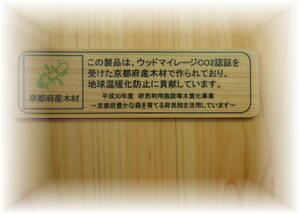 この製品は、ウッドマイレージCO2認証を
受けた京都府産木材で作られており、
地球温暖化防止に貢献しています。
京都府産木材
平成30年度 府民利用施設等木質化事業
～京都府豊かな森を育てる府民税を活用しています～